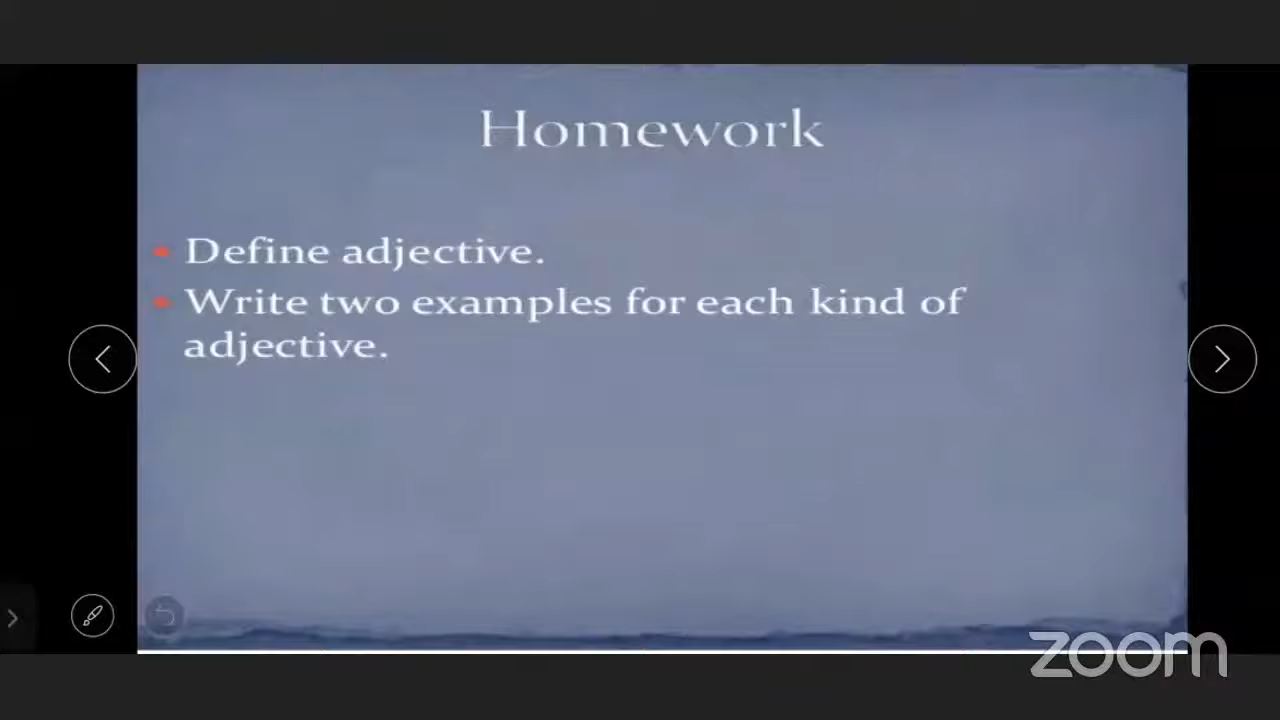 Homework
Define adjective.
Write two examples for each kind of
adjective.
zoom